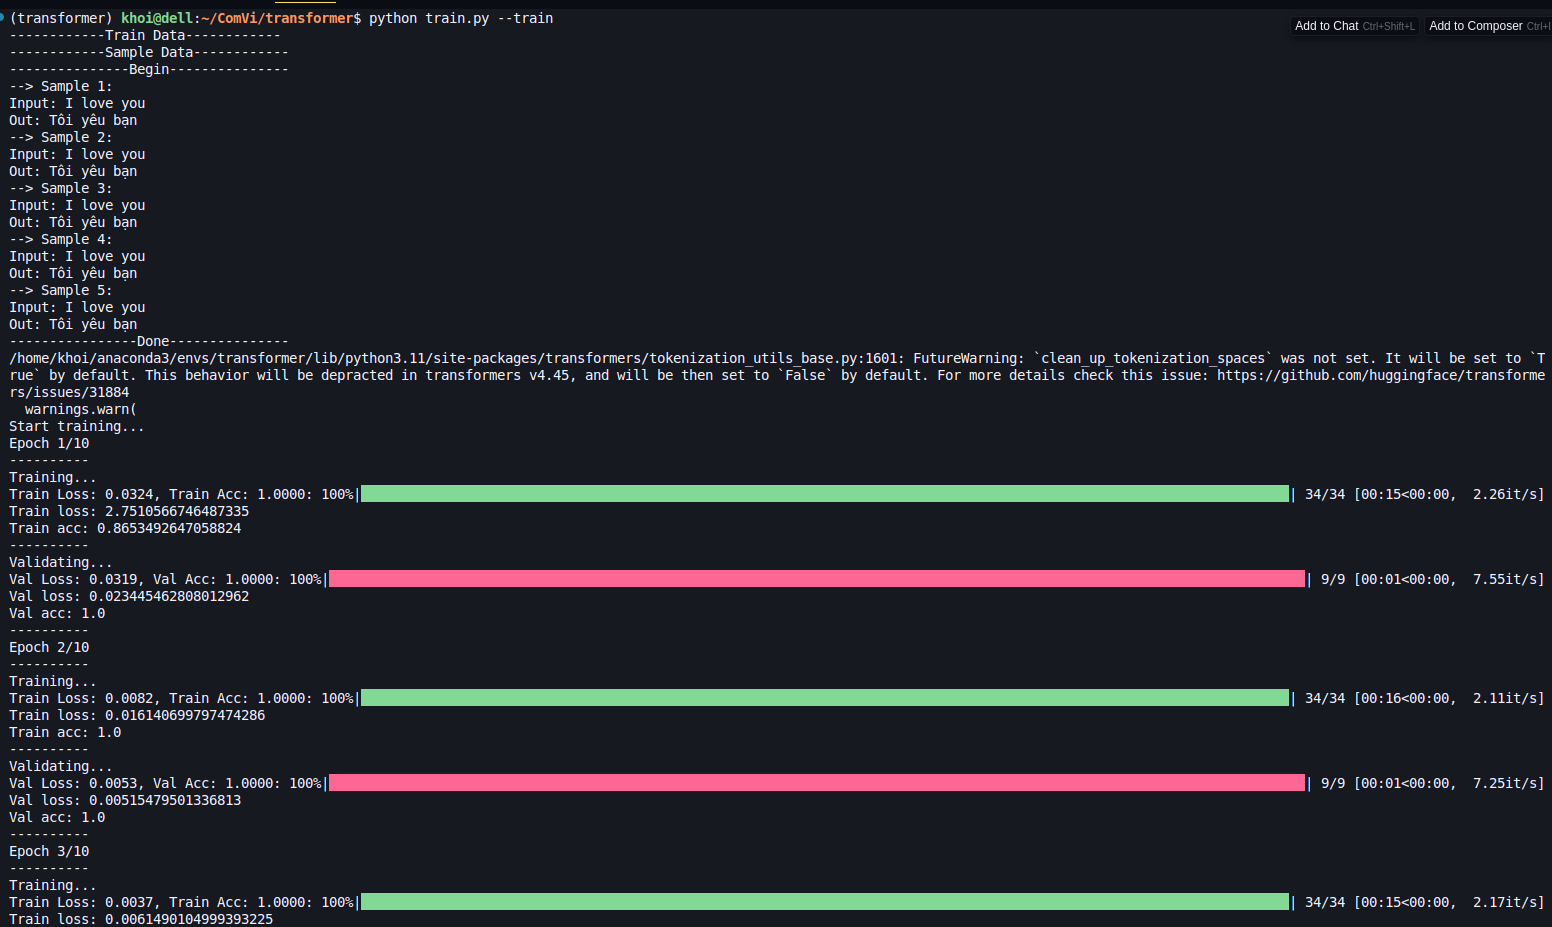 (transformer) khoi@dell:~/ComVi/transformer$ python train.py --train
Add to Chat Ctrl+Shift+L Add to Composer Ctrl+I
------------Train Data------------
------------Sample Data------------
---------------Begin---------------
--> Sample 1:
Input: I love you
Out: Tôi yêu bạn
--> Sample 2:
Input: I love you
Out: Tôi yêu bạn
--> Sample 3:
Input: I love you
Out: Tôi yêu bạn
--> Sample 4:
Input: I love you
Out: Tôi yêu bạn
--> Sample 5:
Input: I love you
Out: Tôi yêu bạn
----------------Done---------------
/home/khoi/anaconda3/envs/transformer/lib/python3.11/site-packages/transformers/tokenization_utils_base.py:1601: FutureWarning: `clean_up_tokenization_spaces` was not set. It will be set to `T
rue` by default. This behavior will be depracted in transformers v4.45, and will be then set to `False` by default. For more details check this issue: https://github.com/huggingface/transforme
rs/issues/31884
  warnings.warn(
Start training...
Epoch 1/10
----------
Training...
Train Loss: 0.0324, Train Acc: 1.0000: 100%| | 34/34 [00:15<00:00,  2.26it/s]
Train loss: 2.7510566746487335
Train acc: 0.8653492647058824
----------
Validating...
Val Loss: 0.0319, Val Acc: 1.0000: 100%| | 9/9 [00:01<00:00,  7.55it/s]
Val loss: 0.023445462808012962
Val acc: 1.0
----------
Epoch 2/10
----------
Training...
Train Loss: 0.0082, Train Acc: 1.0000: 100%| | 34/34 [00:16<00:00,  2.11it/s]
Train loss: 0.016140699797474286
Train acc: 1.0
----------
Validating...
Val Loss: 0.0053, Val Acc: 1.0000: 100%| | 9/9 [00:01<00:00,  7.25it/s]
Val loss: 0.00515479501336813
Val acc: 1.0
----------
Epoch 3/10
----------
Training...
Train Loss: 0.0037, Train Acc: 1.0000: 100%| | 34/34 [00:15<00:00,  2.17it/s]
Train loss: 0.0061490104999393225